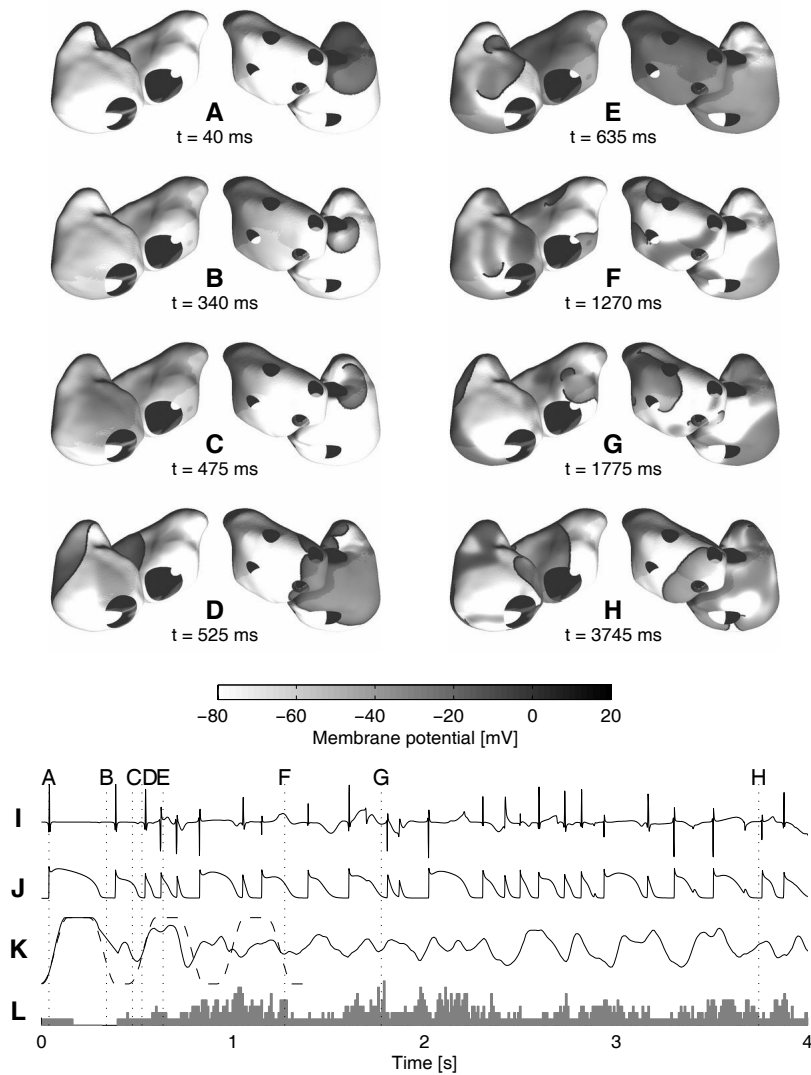 A
t = 40 ms
E
t = 635 ms
B
t = 340 ms
F
t = 1270 ms
C
t = 475 ms
G
t = 1775 ms
D
t = 525 ms
H
t = 3745 ms
−80 −60 −40 −20 0 20
Membrane potential [mV]
A B C D E F G H
I
J
K
L
0 1 2 3 4
Time [s]